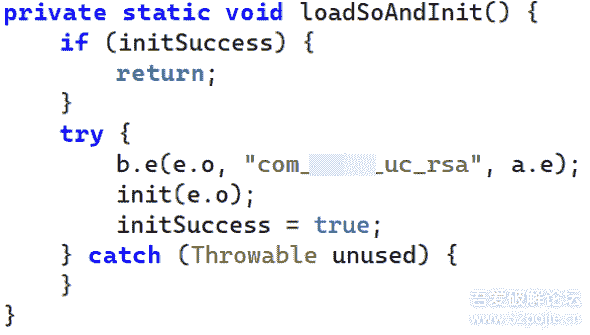 private static void loadSoAndInit() {
    if (initSuccess) {
        return;
    }
    try {
        b.e(e.o, "com_ _uc_rsa", a.e);
        init(e.o);
        initSuccess = true;
    } catch (Throwable unused) {
    }
}
吾爱破解论坛
www.52pojie.cn